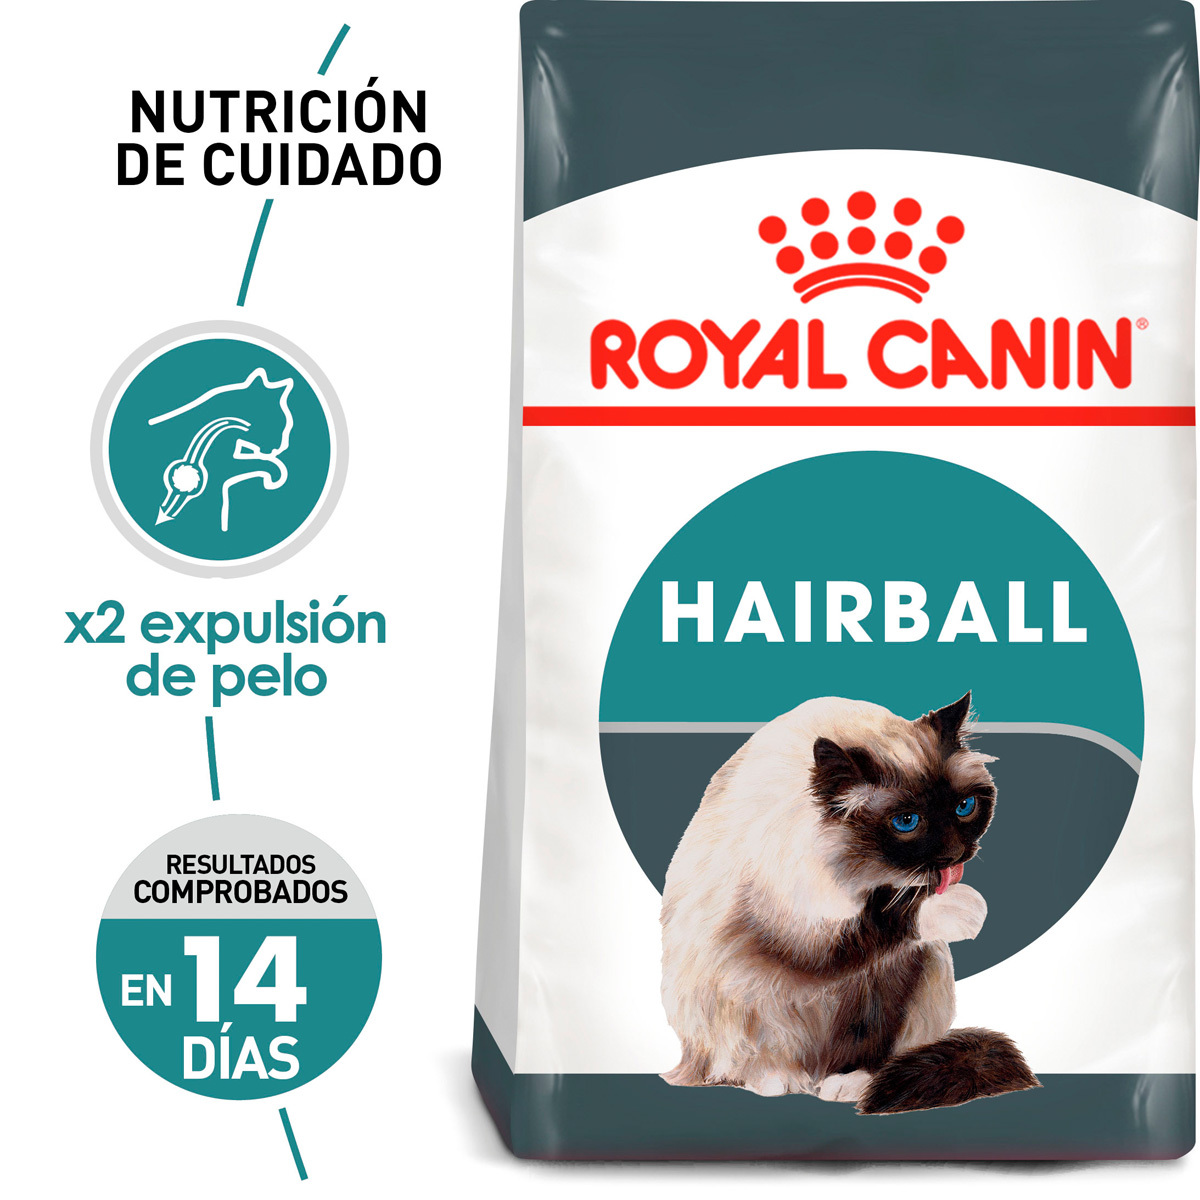 NUTRICIÓN
DE CUIDADO
x2 expulsión
de pelo
RESULTADOS
COMPROBADOS
EN 14
DÍAS
ROYAL CANIN®
HAIRBALL